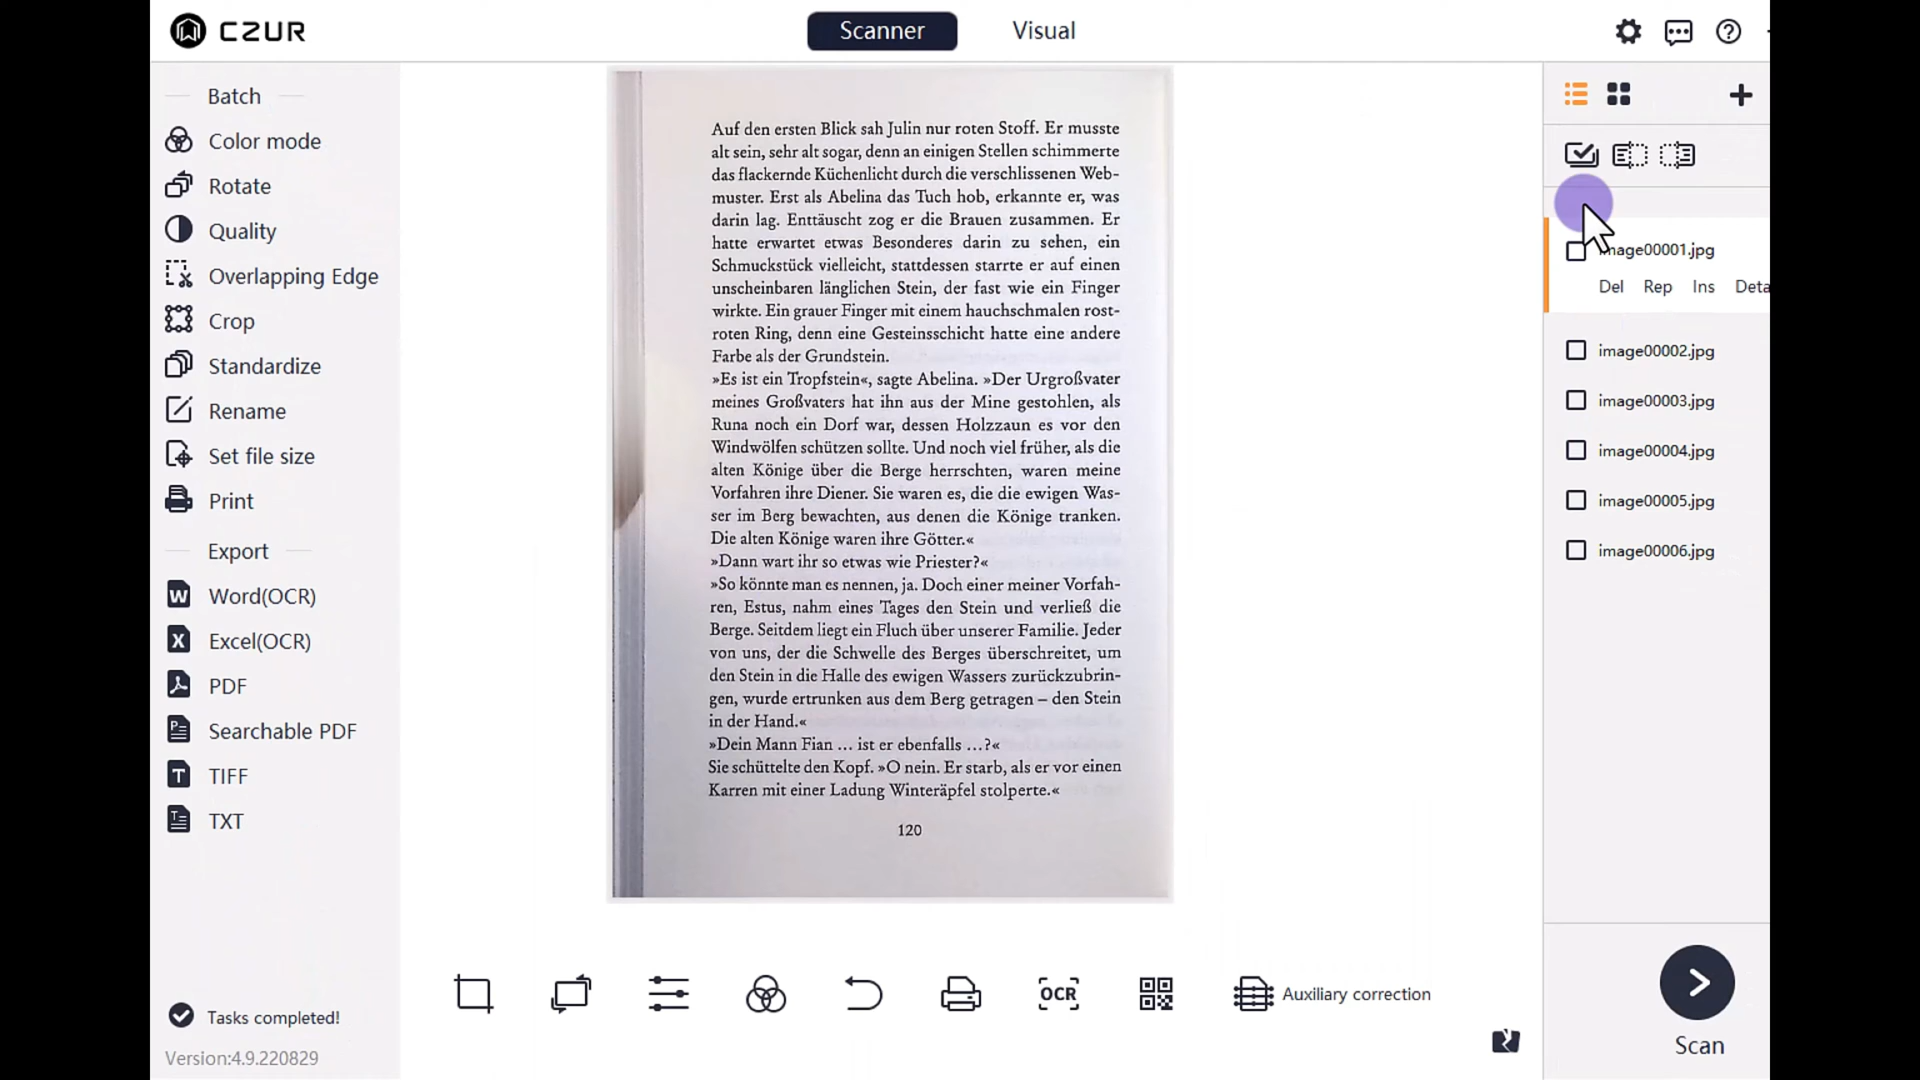 CZUR
Scanner
Visual
Batch
Color mode
Rotate
Quality
Overlapping Edge
Crop
Standardize
Rename
Set file size
Print
Export
Word(OCR)
Excel(OCR)
PDF
Searchable PDF
TIFF
TXT
Tasks completed!
Version:4.9.220829
Auf den ersten Blick sah Julin nur roten Stoff. Er musste
alt sein, sehr alt sogar, denn an einigen Stellen schimmerte
das flackernde Küchenlicht durch die verschlissenen Web-
muster. Erst als Abelina das Tuch hob, erkannte er, was
darin lag. Enttäuscht zog er die Brauen zusammen. Er
hatte erwartet etwas Besonderes darin zu sehen, ein
Schmuckstück vielleicht, stattdessen starrte er auf einen
unscheinbaren länglichen Stein, der fast wie ein Finger
wirkte. Ein grauer Finger mit einem hauchschmalen rost-
roten Ring, denn eine Gesteinsschicht hatte eine andere
Farbe als der Grundstein.
»Es ist ein Tropfstein«, sagte Abelina. »Der Urgroßvater
meines Großvaters hat ihn aus der Mine gestohlen, als
Runa noch ein Dorf war, dessen Holzzaun es vor den
Windwölfen schützen sollte. Und noch viel früher, als die
alten Könige über die Berge herrschten, waren meine
Vorfahren ihre Diener. Sie waren es, die die ewigen Was-
ser im Berg bewachten, aus denen die Könige tranken.
Die alten Könige waren ihre Götter.«
»Dann wart ihr so etwas wie Priester?«
»So könnte man es nennen, ja. Doch einer meiner Vorfah-
ren, Estus, nahm eines Tages den Stein und verließ die
Berge. Seitdem liegt ein Fluch über unserer Familie. Jeder
von uns, der die Schwelle des Berges überschreitet, um
den Stein in die Halle des ewigen Wassers zurückzubrin-
gen, wurde ertrunken aus dem Berg getragen – den Stein
in der Hand.«
»Dein Mann Fian … ist er ebenfalls …?«
Sie schüttelte den Kopf. »O nein. Er starb, als er vor einen
Karren mit einer Ladung Winteräpfel stolperte.«
120
OCR
Auxiliary correction
image00001.jpg
Del Rep Ins Deta
image00002.jpg
image00003.jpg
image00004.jpg
image00005.jpg
image00006.jpg
Scan